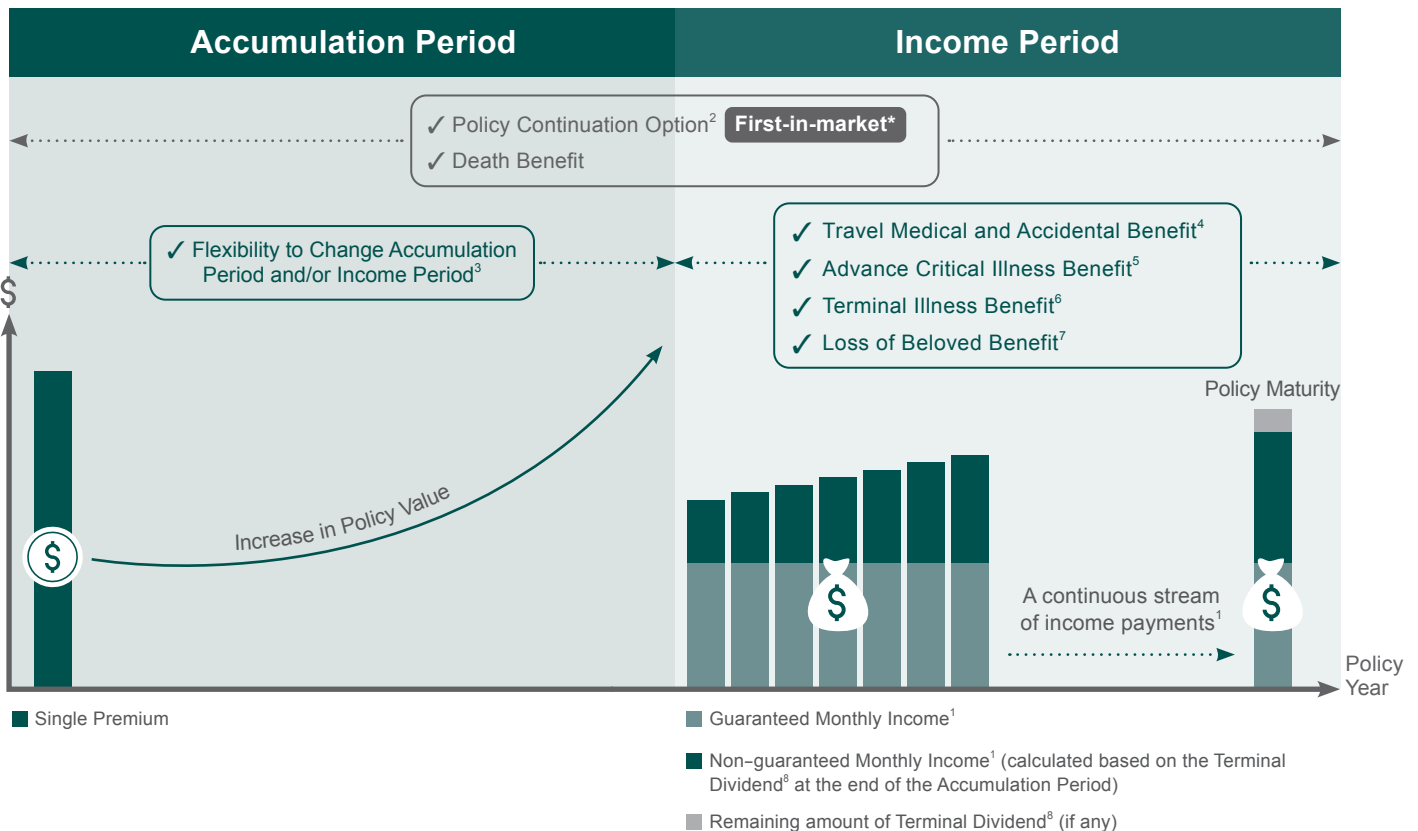 Accumulation Period
Income Period
✓ Policy Continuation Option² First-in-market*
✓ Death Benefit
✓ Flexibility to Change Accumulation
Period and/or Income Period³
✓ Travel Medical and Accidental Benefit⁴
✓ Advance Critical Illness Benefit⁵
✓ Terminal Illness Benefit⁶
✓ Loss of Beloved Benefit⁷
$
Policy Maturity
Increase in Policy Value
$
$
$
A continuous stream
of income payments¹
Policy
Year
Single Premium
Guaranteed Monthly Income¹
Non-guaranteed Monthly Income¹ (calculated based on the Terminal
Dividend⁸ at the end of the Accumulation Period)
Remaining amount of Terminal Dividend⁸ (if any)